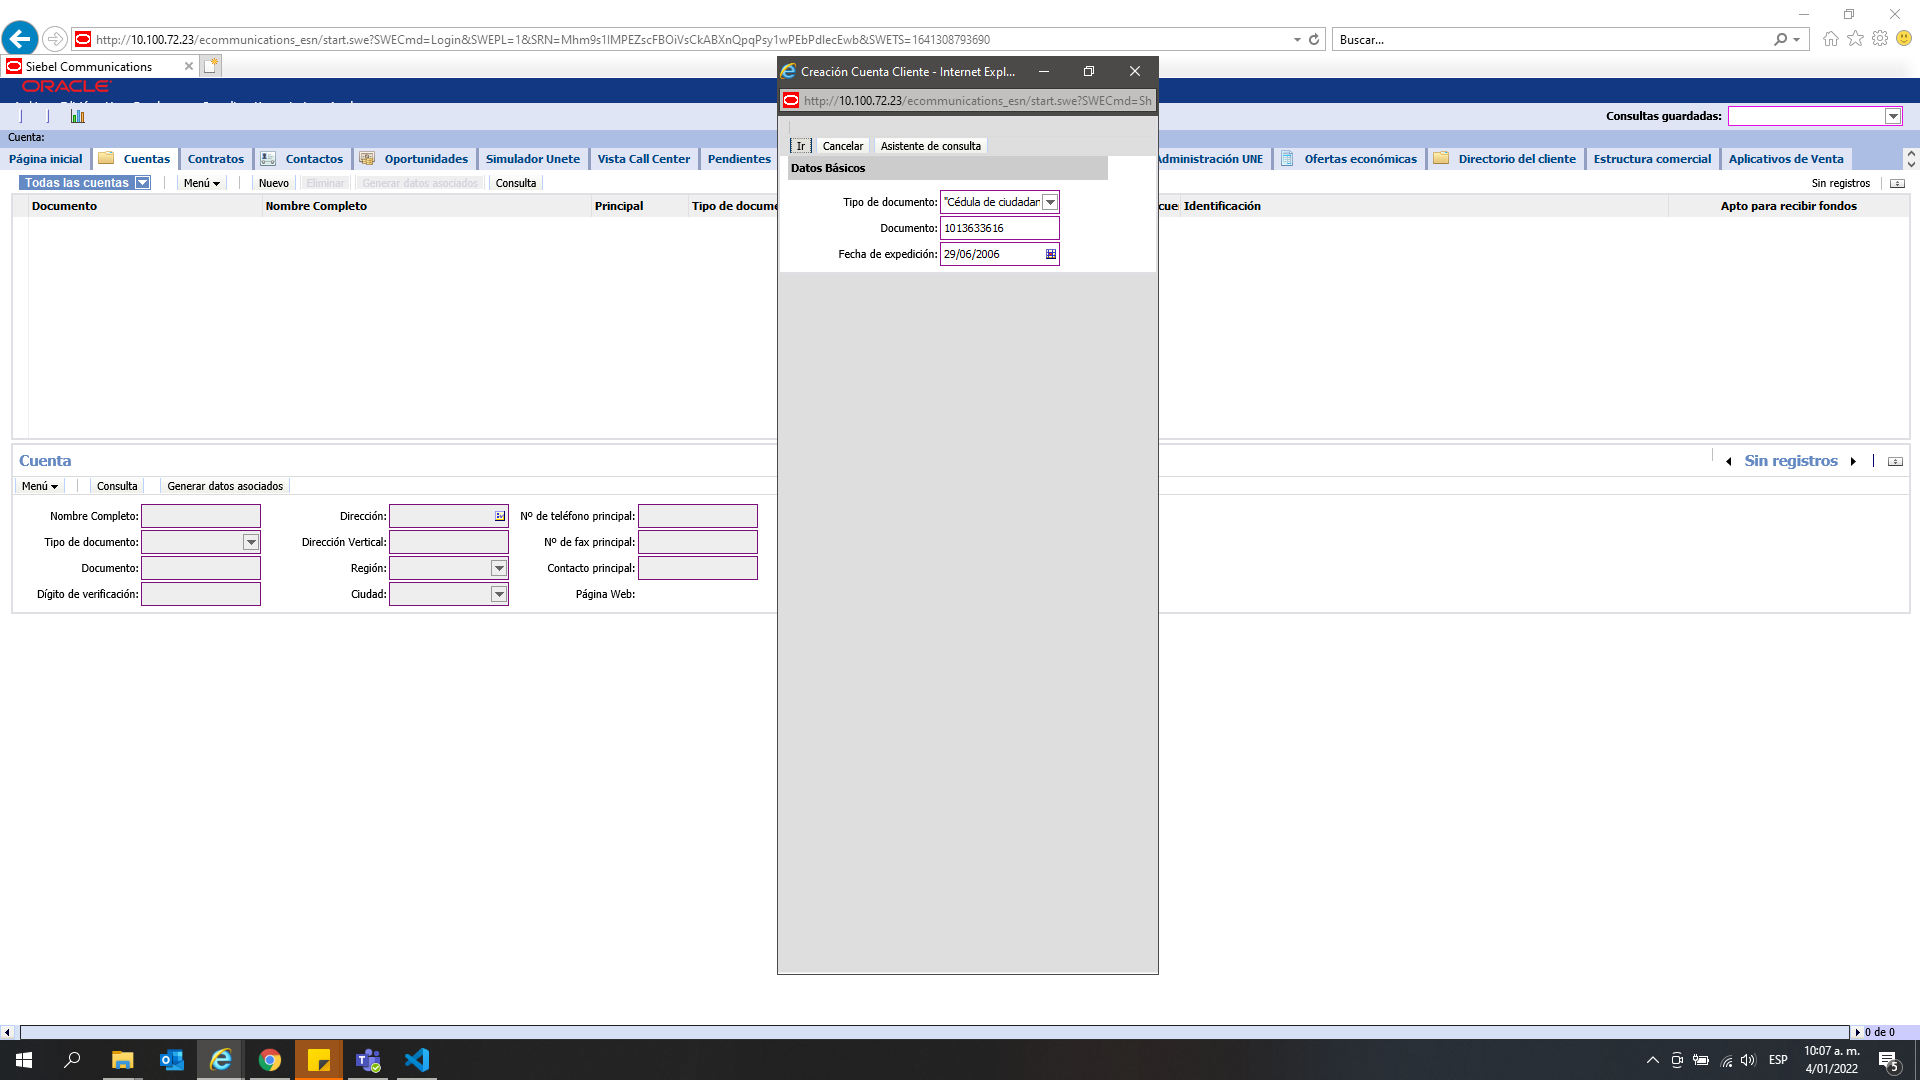 http://10.100.72.23/ecommunications_esn/start.swe?SWECmd=Login&SWEPL=1&SRN=Mhm9s1IMPEZscFBOiVsCkABXnQpqPsy1wPEbPdIecEwb&SWETS=1641308793690
Buscar...
Siebel Communications
ORACLE
Consultas guardadas:
Cuenta:
Página inicial
Cuentas
Contratos
Contactos
Oportunidades
Simulador Unete
Vista Call Center
Pendientes
dministración UNE
Ofertas económicas
Directorio del cliente
Estructura comercial
Aplicativos de Venta
Todas las cuentas
Menú
Nuevo
Eliminar
Generar datos asociados
Consulta
Sin registros
Documento
Nombre Completo
Principal
Tipo de docume
cue
Identificación
Apto para recibir fondos
Creación Cuenta Cliente - Internet Expl...
http://10.100.72.23/ecommunications_esn/start.swe?SWECmd=Sh
Ir
Cancelar
Asistente de consulta
Datos Básicos
Tipo de documento: "Cédula de ciudadar
Documento: 1013633616
Fecha de expedición: 29/06/2006
Cuenta
Sin registros
Menú
Consulta
Generar datos asociados
Nombre Completo:
Dirección:
Nº de teléfono principal:
Tipo de documento:
Dirección Vertical:
Nº de fax principal:
Documento:
Región:
Contacto principal:
Dígito de verificación:
Ciudad:
Página Web:
0 de 0
ESP
10:07 a. m.
4/01/2022
5